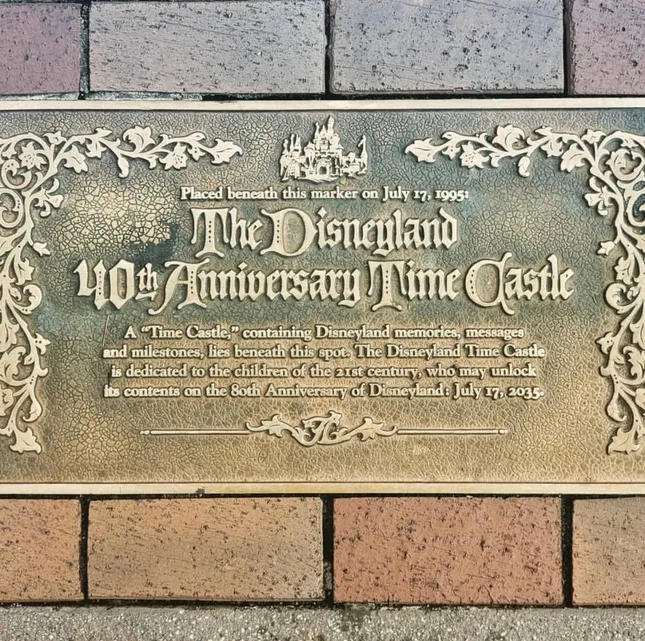 Placed beneath this marker on July 17, 1995:
The Disneyland
40th Anniversary Time Castle
A "Time Castle," containing Disneyland memories, messages
and milestones, lies beneath this spot. The Disneyland Time Castle
is dedicated to the children of the 21st century, who may unlock
its contents on the 80th Anniversary of Disneyland: July 17, 2035.